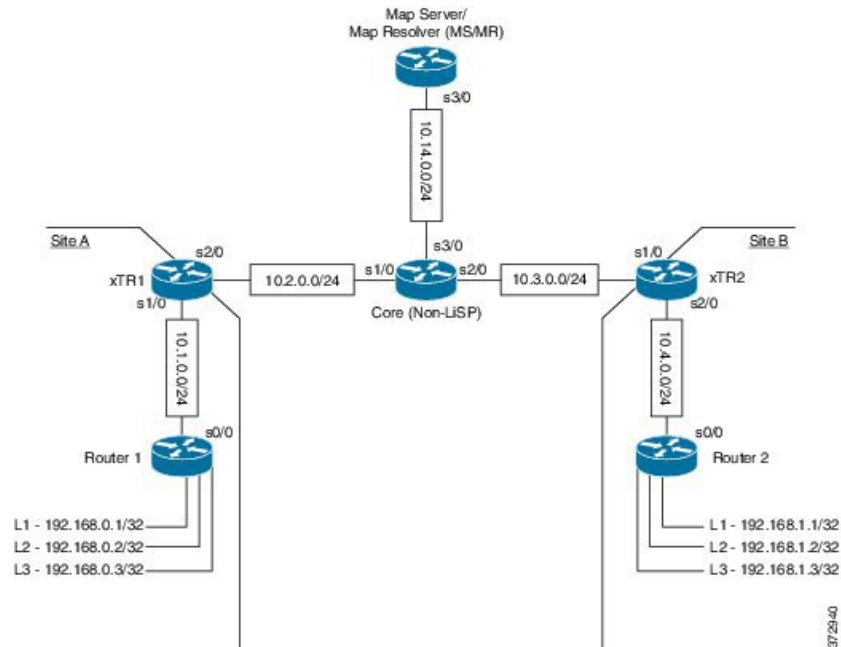 Map Server/
Map Resolver (MS/MR)
s3/0
10.14.0.0/24
Site A
s2/0
s3/0
s1/0
Site B
xTR1
10.2.0.0/24
s1/0
s2/0
10.3.0.0/24
xTR2
s1/0
Core (Non-LiSP)
s2/0
10.1.0.0/24
10.4.0.0/24
s0/0
s0/0
Router 1
Router 2
L1 - 192.168.0.1/32
L1 - 192.168.1.1/32
L2 - 192.168.0.2/32
L2 - 192.168.1.2/32
L3 - 192.168.0.3/32
L3 - 192.168.1.3/32
372940